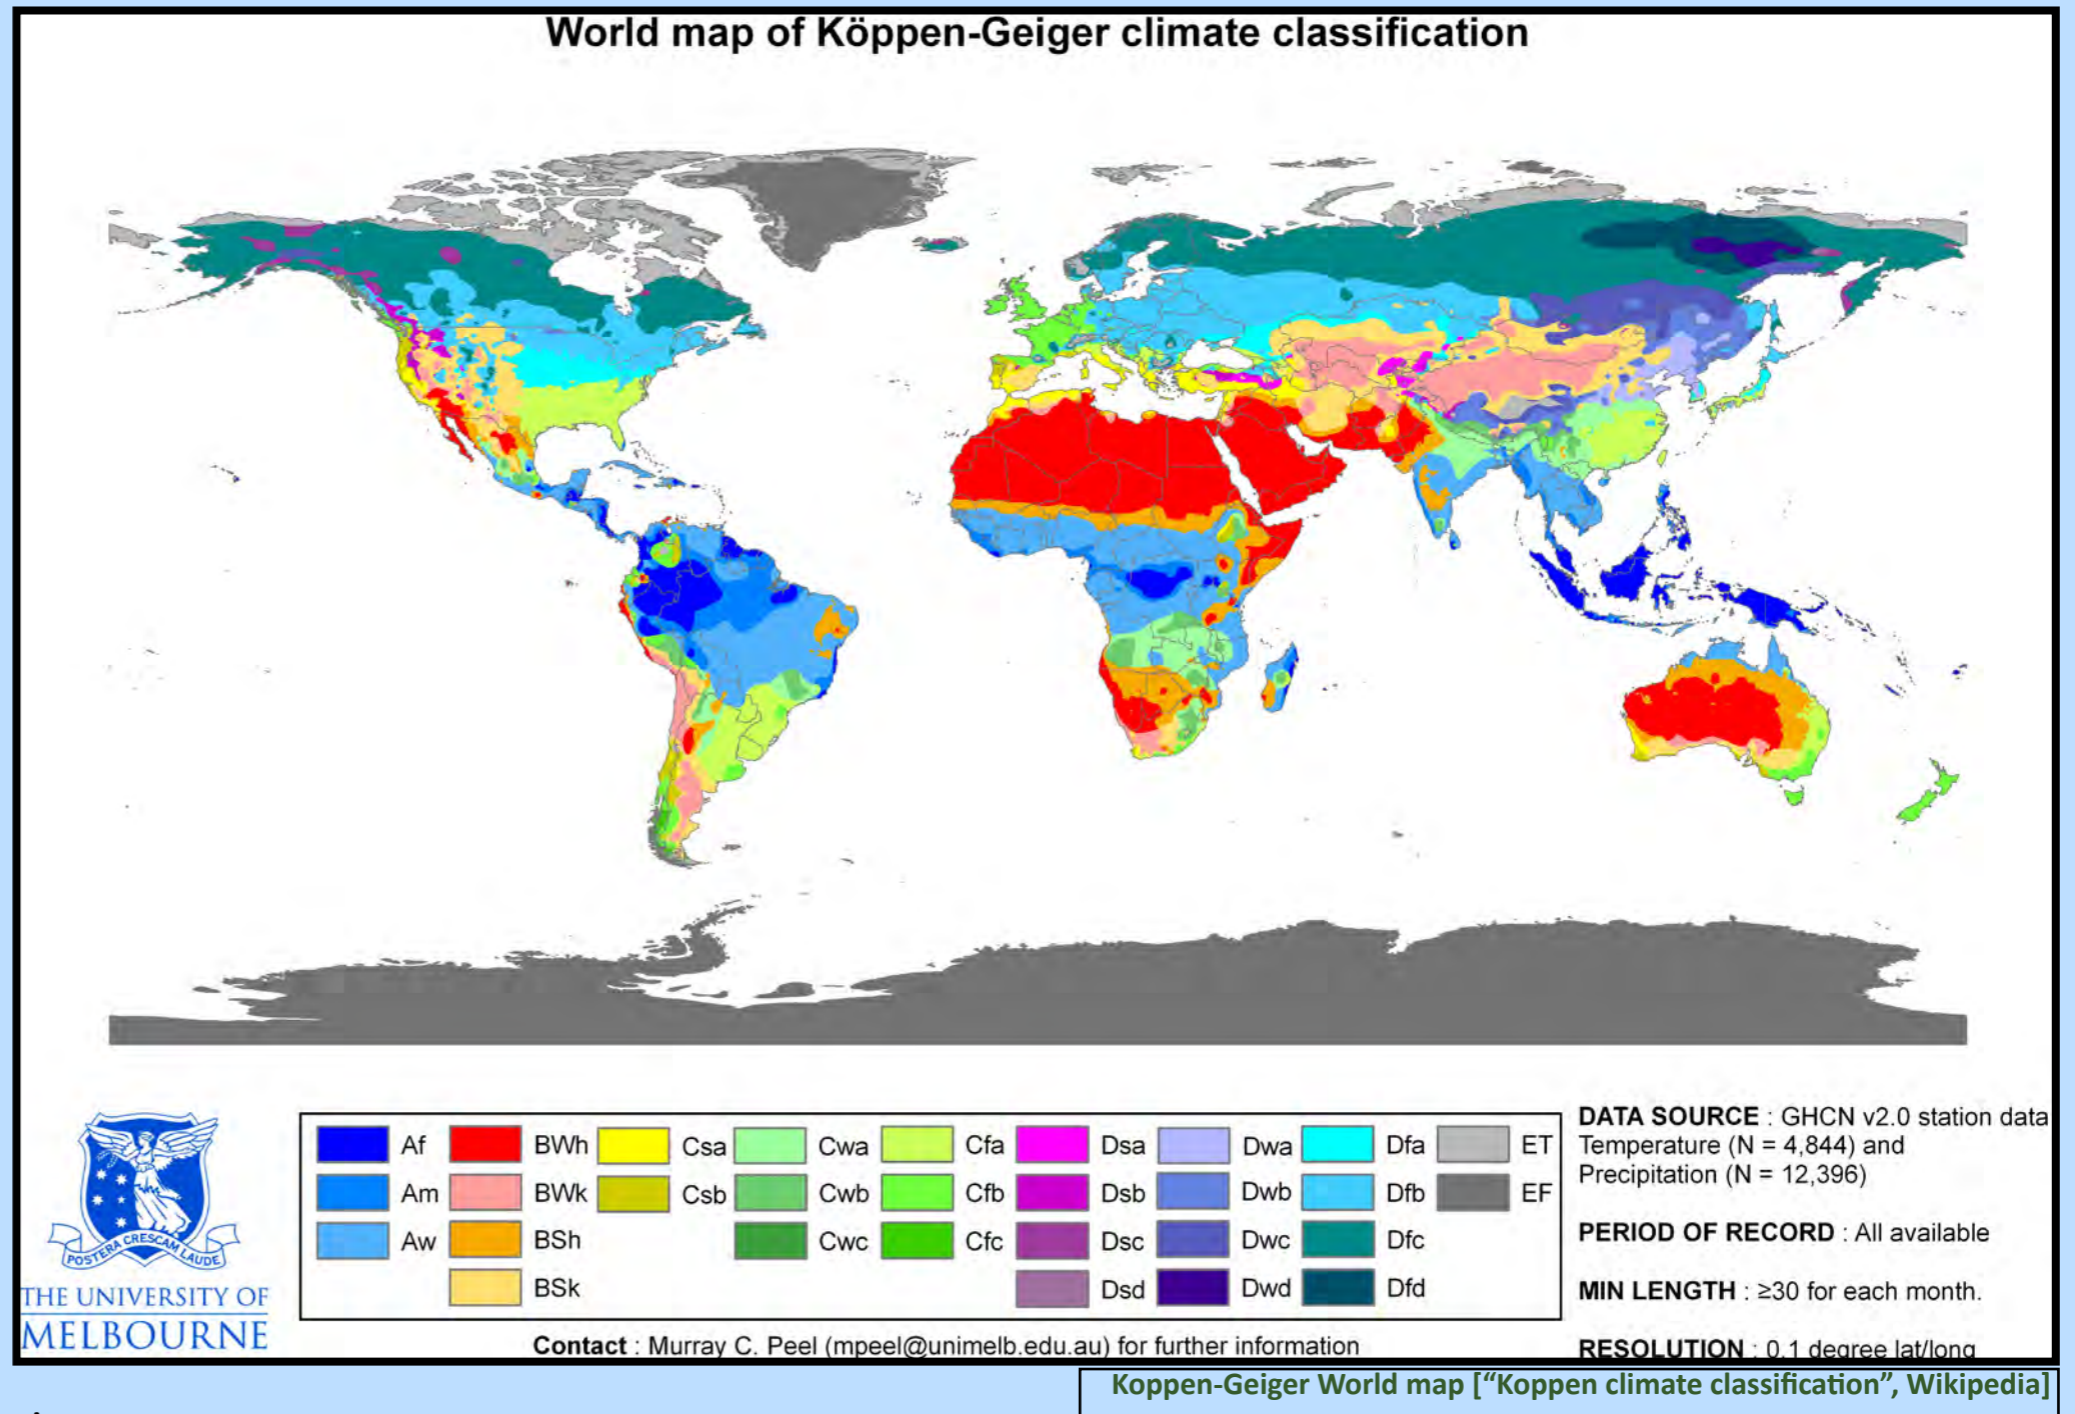 World map of Köppen-Geiger climate classification
POSTERA CRESCAM LAUDE
THE UNIVERSITY OF
MELBOURNE
Af BWh Csa Cwa Cfa Dsa Dwa Dfa ET
Am BWk Csb Cwb Cfb Dsb Dwb Dfb EF
Aw BSh Cwc Cfc Dsc Dwc Dfc
BSk Dsd Dwd Dfd
DATA SOURCE : GHCN v2.0 station data
Temperature (N = 4,844) and
Precipitation (N = 12,396)
PERIOD OF RECORD : All available
MIN LENGTH : ≥30 for each month.
RESOLUTION : 0.1 degree lat/long
Contact : Murray C. Peel (mpeel@unimelb.edu.au) for further information
Koppen-Geiger World map ["Koppen climate classification", Wikipedia]